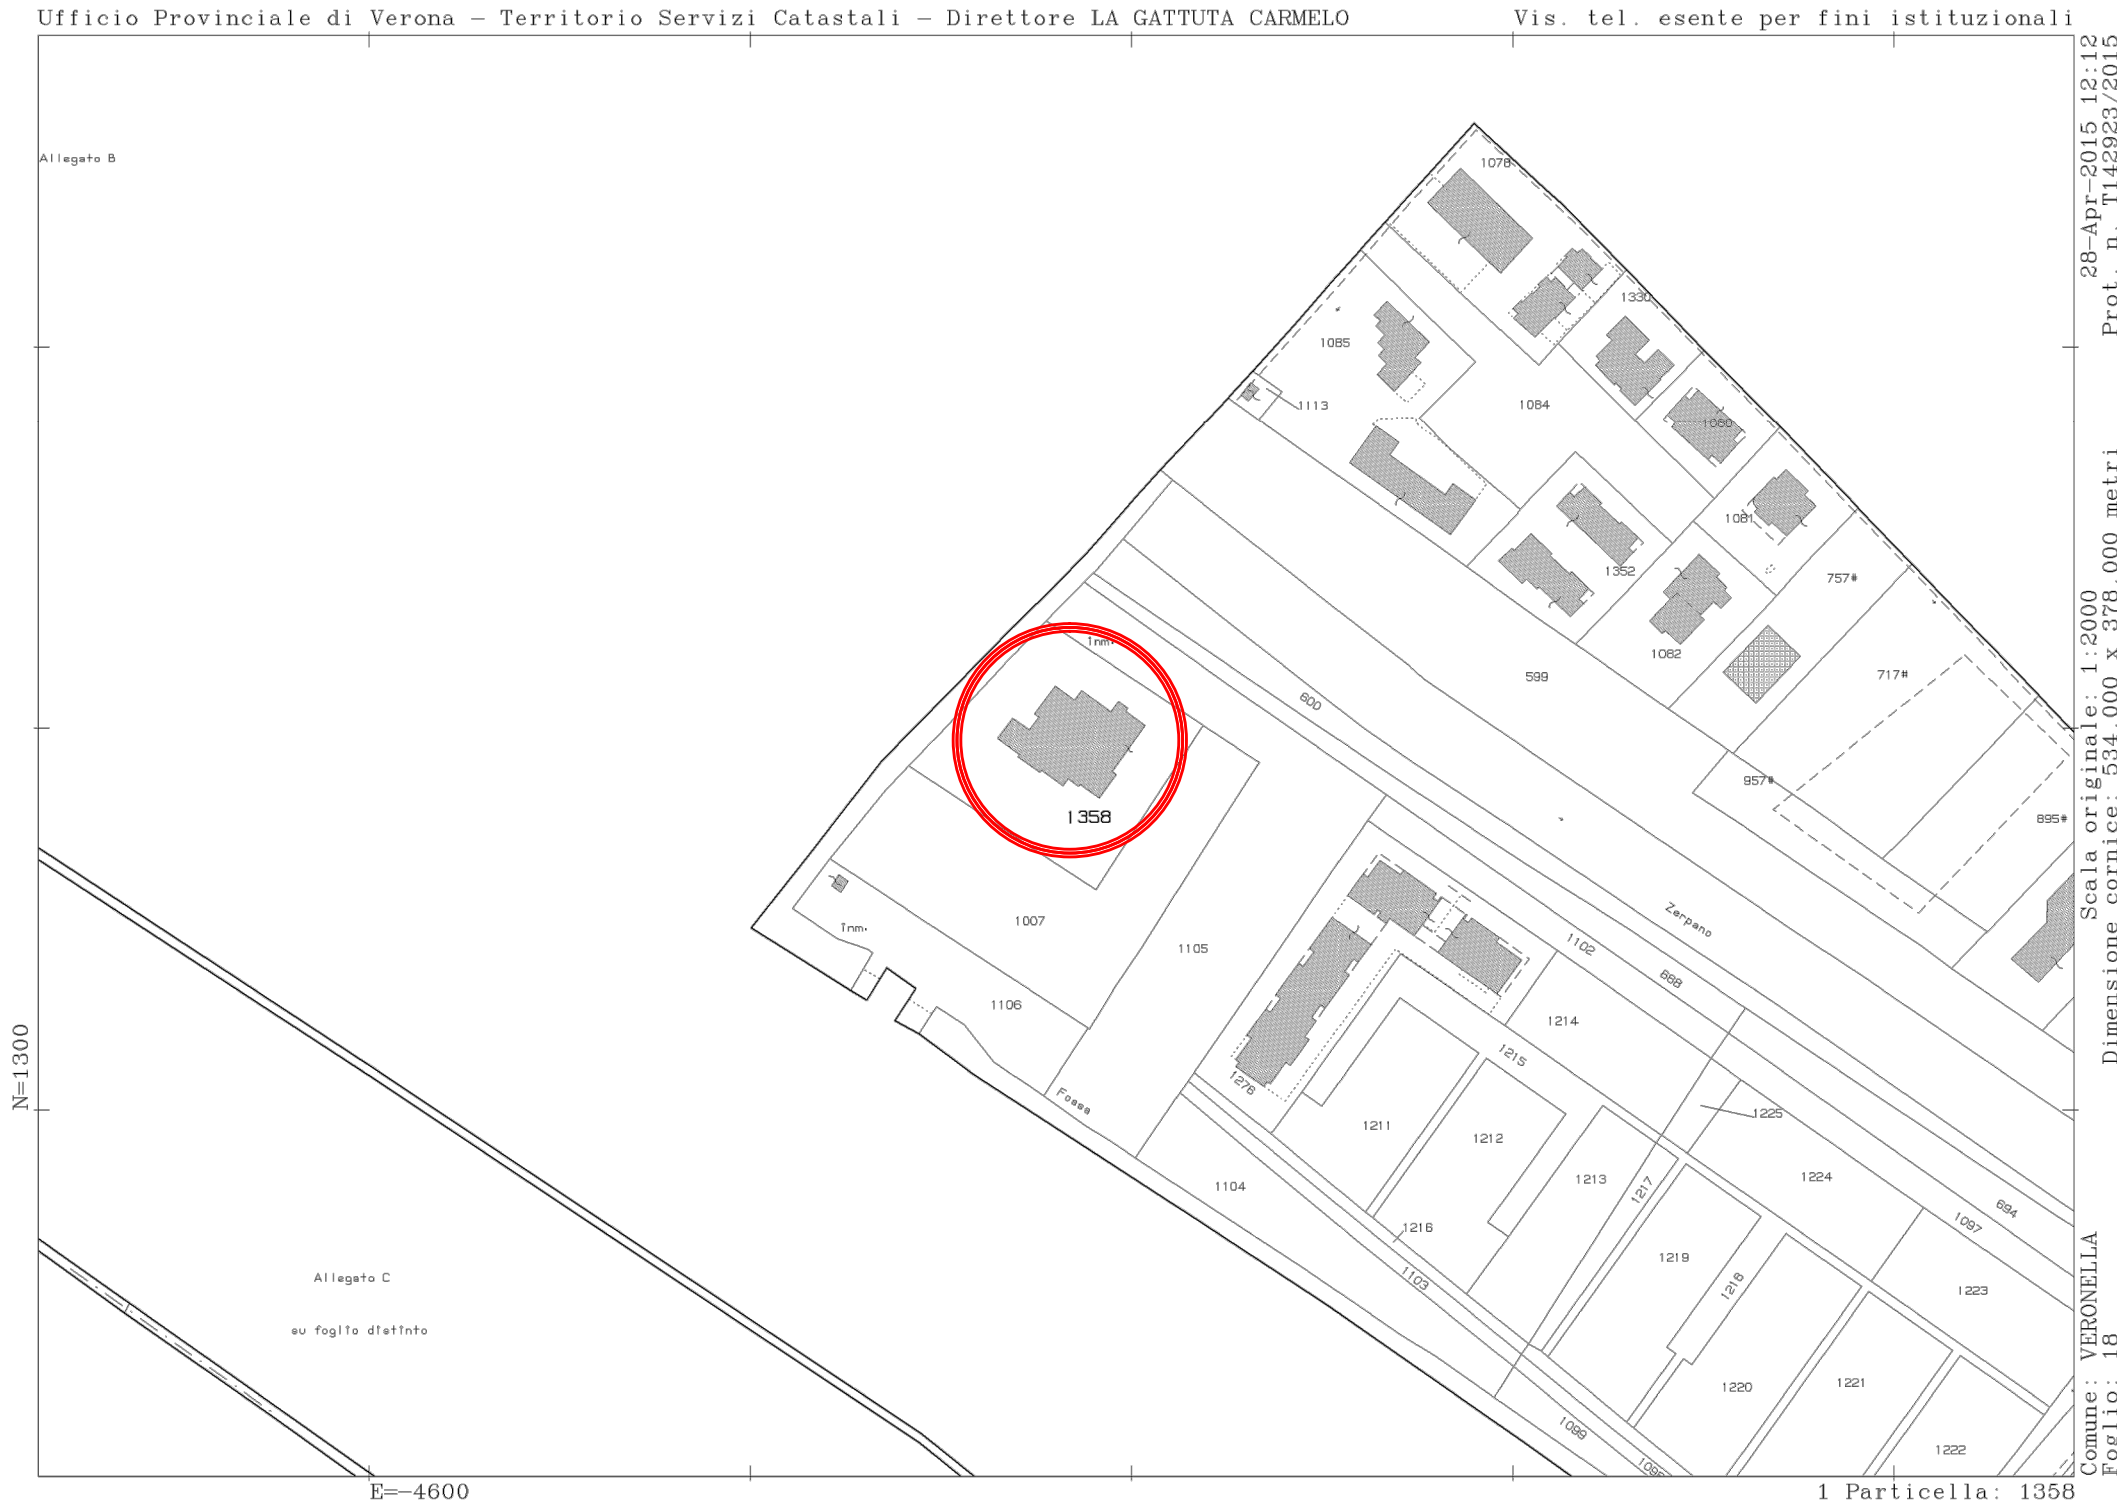 Ufficio Provinciale di Verona - Territorio Servizi Catastali - Direttore LA GATTUTA CARMELO
Vis. tel. esente per fini istituzionali
28-Apr-2015 12:12
Prot. n. T142923/2015
Scala originale: 1:2000
Dimensione cornice: 534.000 x 378.000 metri
Comune: VERONELLA
Foglio: 18
Allegato B
1078
1330
1085
1113
1084
1080
1081
1352
757#
1082
717#
Inm.
599
600
957#
895#
1358
1007
Inm.
1105
Zerpano
1102
688
1106
1214
1215
Fossa
1278
1211
1212
1225
1213
1224
1104
1217
1216
694
1097
1219
1103
1218
1223
N=1300
Allegato C
su foglio distinto
1220
1221
1099
1222
E=-4600
1 Particella: 1358